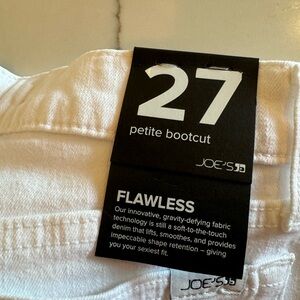 27
petite bootcut
JOE'S
FLAWLESS
Our innovative, gravity-defying fabric
technology is still a soft-to-the-touch
denim that lifts, smoothes, and provides
impeccable shape retention – giving
you your sexiest fit.
JOE'S